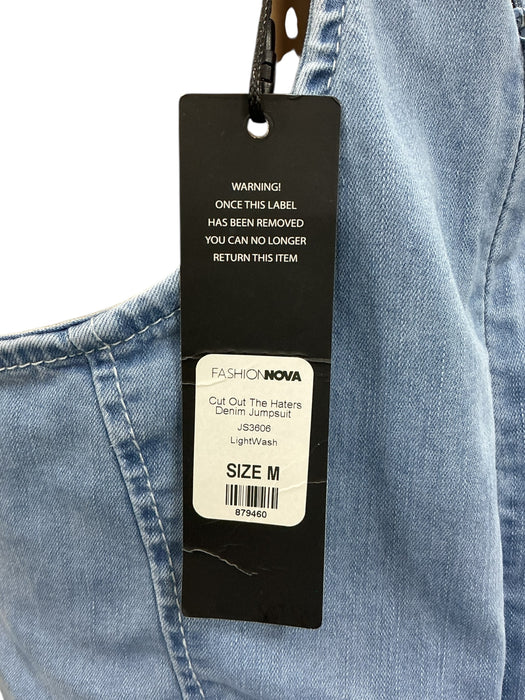 WARNING!
ONCE THIS LABEL
HAS BEEN REMOVED
YOU CAN NO LONGER
RETURN THIS ITEM
FASHIONNOVA
Cut Out The Haters
Denim Jumpsuit
JS3606
LightWash
SIZE M
879460